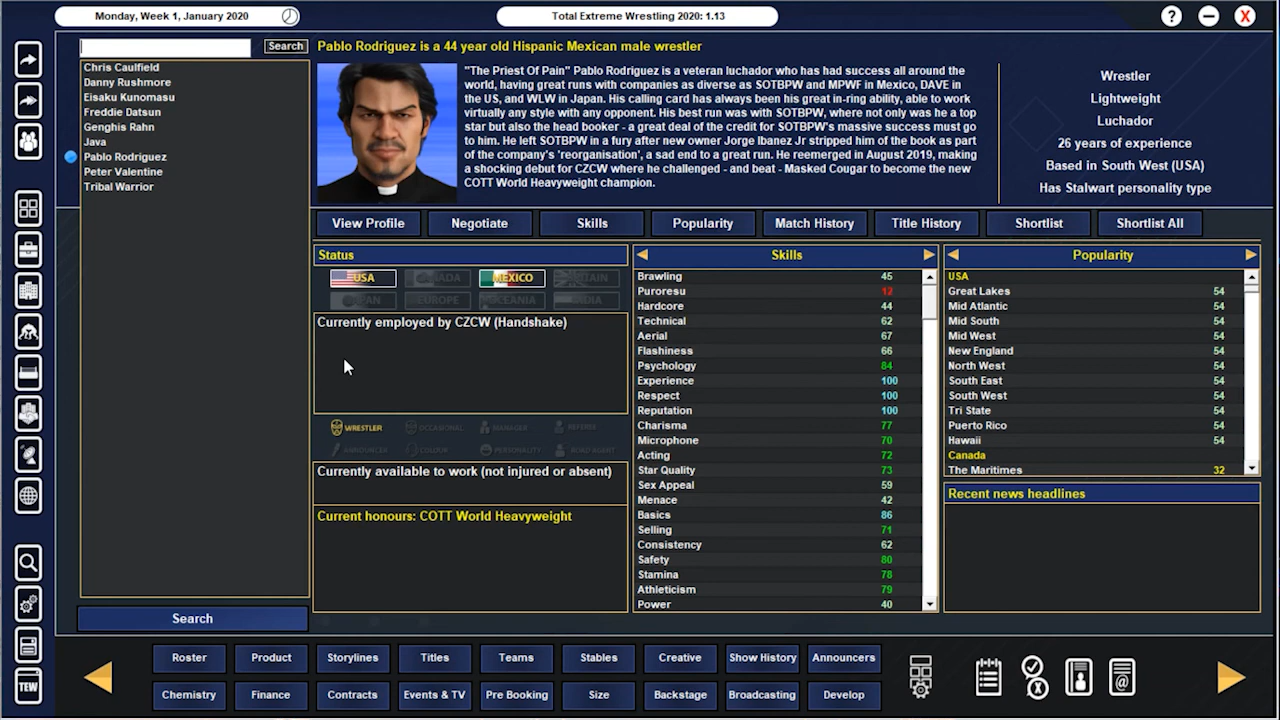 Monday, Week 1, January 2020
Total Extreme Wrestling 2020: 1.13
?
X
Search
Chris Caulfield
Danny Rushmore
Eisaku Kunomasu
Freddie Datsun
Genghis Rahn
Java
Pablo Rodriguez
Peter Valentine
Tribal Warrior
Search
Pablo Rodriguez is a 44 year old Hispanic Mexican male wrestler
"The Priest Of Pain" Pablo Rodriguez is a veteran luchador who has had success all around the
world, having great runs with companies as diverse as SOTBPW and MPWF in Mexico, DAVE in
the US, and WLW in Japan. His calling card has always been his great in-ring ability, able to work
virtually any style with any opponent. His best run was with SOTBPW, where not only was he a top
star but also the head booker - a great deal of the credit for SOTBPW's massive success must go
to him. He left SOTBPW in a fury after new owner Jorge Ibanez Jr stripped him of the book as part
of the company's 'reorganisation', a sad end to a great run. He reemerged in August 2019, making
a shocking debut for CZCW where he challenged - and beat - Masked Cougar to become the new
COTT World Heavyweight champion.
Wrestler
Lightweight
Luchador
26 years of experience
Based in South West (USA)
Has Stalwart personality type
View Profile
Negotiate
Skills
Popularity
Match History
Title History
Shortlist
Shortlist All
Status
USA
MEXICO
EUROPE
Currently employed by CZCW (Handshake)
WRESTLER
OCCASIONAL
MANAGER
REFEREE
ANNOUNCER
COLOUR
PERSONALITY
ROAD AGENT
Currently available to work (not injured or absent)
Current honours: COTT World Heavyweight
Skills
Brawling 45
Puroresu 12
Hardcore 44
Technical 62
Aerial 67
Flashiness 66
Psychology 84
Experience 100
Respect 100
Reputation 100
Charisma 77
Microphone 70
Acting 72
Star Quality 73
Sex Appeal 59
Menace 42
Basics 86
Selling 71
Consistency 62
Safety 80
Stamina 78
Athleticism 79
Power 40
Popularity
USA
Great Lakes 54
Mid Atlantic 54
Mid South 54
Mid West 54
New England 54
North West 54
South East 54
South West 54
Tri State 54
Puerto Rico 54
Hawaii 54
Canada
The Maritimes 32
Recent news headlines
Roster
Product
Storylines
Titles
Teams
Stables
Creative
Show History
Announcers
Chemistry
Finance
Contracts
Events & TV
Pre Booking
Size
Backstage
Broadcasting
Develop
TEW